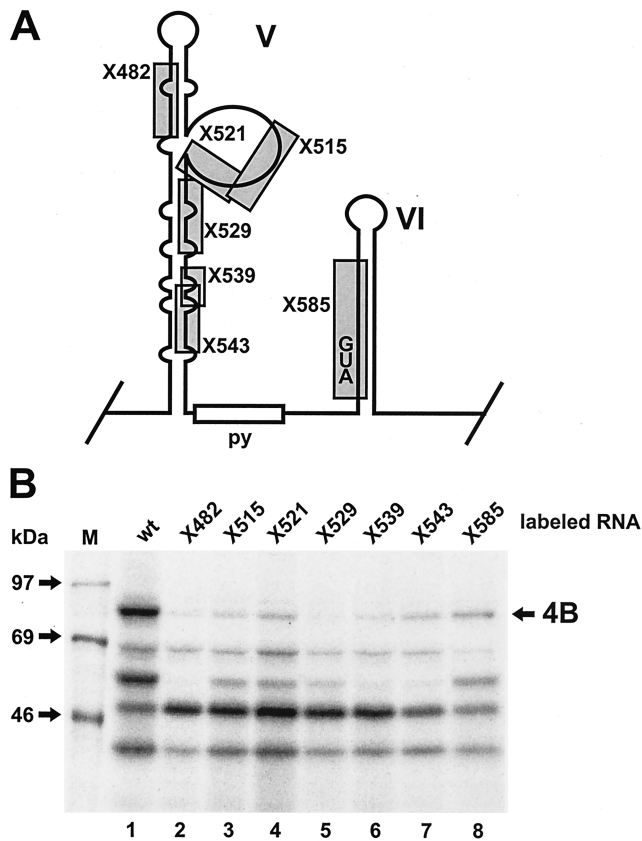 A
V
X482
X521
X515
X529
VI
X539
X585
X543
GUA
py
B
kDa M wt X482 X515 X521 X529 X539 X543 X585 labeled RNA
97
4B
69
46
1 2 3 4 5 6 7 8